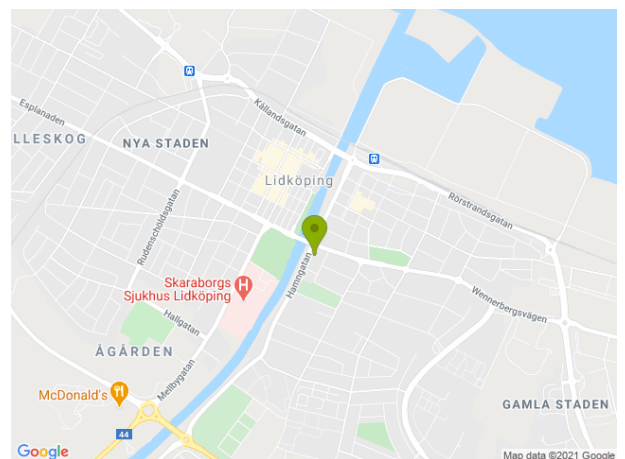 Esplanaden
LLESKOG
NYA STADEN
Kållandsgatan
Lidköping
Rörstrandsgatan
Rudenschöldsgatan
Hamngatan
Skaraborgs
Sjukhus Lidköping
H
Wennerbergsvägen
Hallgatan
ÅGÅRDEN
Mellbygatan
McDonald's
GAMLA STADEN
44
Google
Map data ©2021 Google